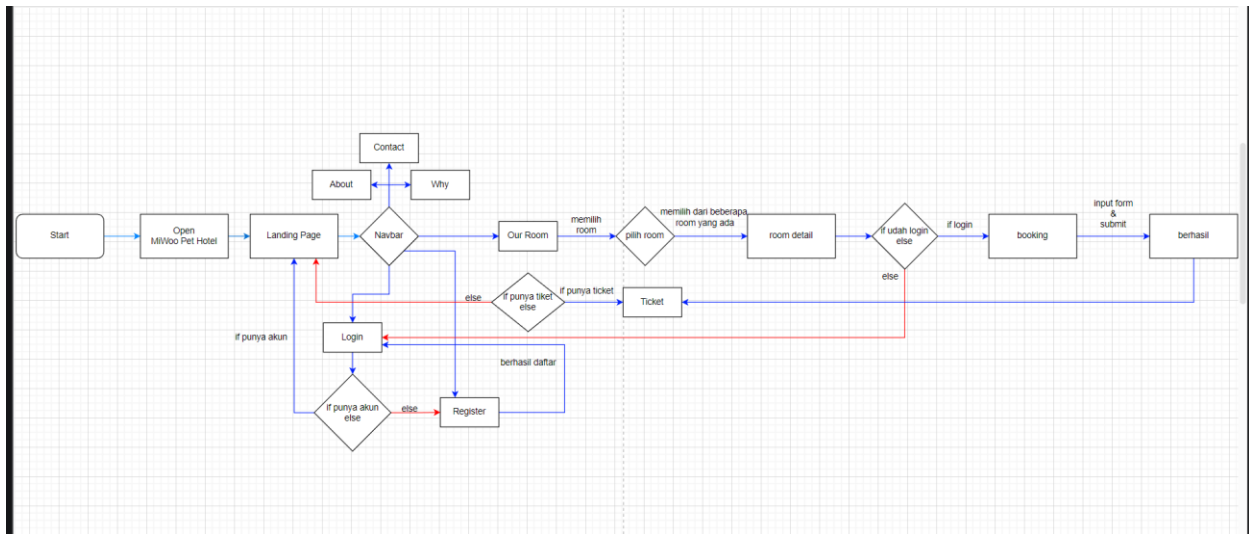 Contact
About
Why
Start
Open
MiWoo Pet Hotel
Landing Page
Navbar
Our Room
memilih
room
pilih room
memilih dari beberapa
room yang ada
room detail
if udah login
else
if login
booking
input form
&
submit
berhasil
else
if punya tiket
else
if punya ticket
Ticket
else
Login
if punya akun
berhasil daftar
if punya akun
else
else
Register